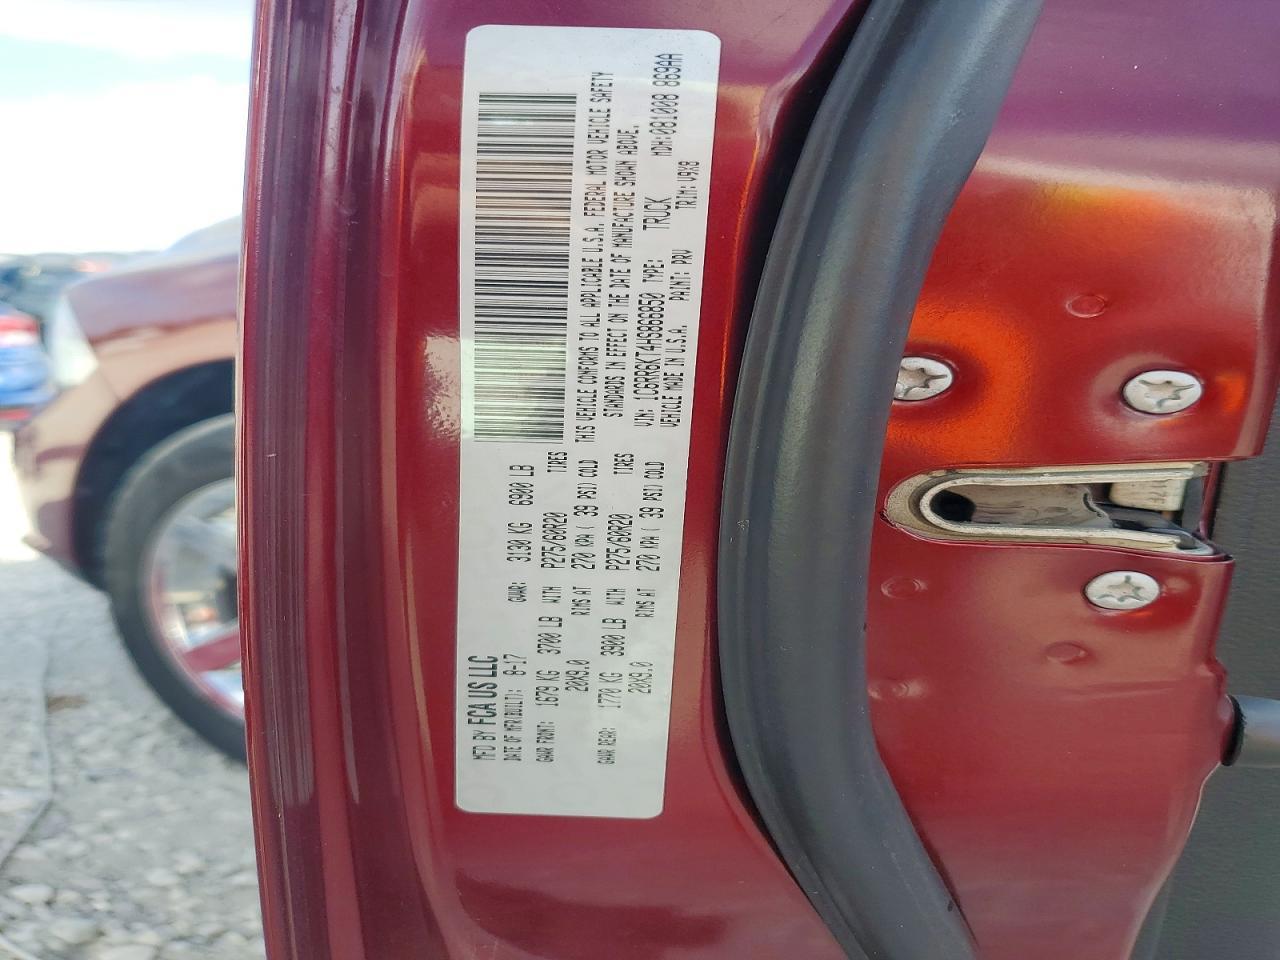 MFD BY FCA US LLC
DATE OF MFR(BUILT): 8-17 GVWR: 3130 KG 6900 LB
GAWR FRONT: 1679 KG 3700 LB WITH P275/60R20 TIRES
20X9.0 RIMS AT 270 KPA( 39 PSI) COLD
GAWR REAR: 1770 KG 3900 LB WITH P275/60R20 TIRES
20X9.0 RIMS AT 270 KPA( 39 PSI) COLD
THIS VEHICLE CONFORMS TO ALL APPLICABLE U.S.A. FEDERAL MOTOR VEHICLE SAFETY
STANDARDS IN EFFECT ON THE DATE OF MANUFACTURE SHOWN ABOVE.
VIN: 1C6RR6KT4HS866850 TYPE: TRUCK MDH:081008 869AA
VEHICLE MADE IN U.S.A. PAINT: PRV TRIM: V9X8